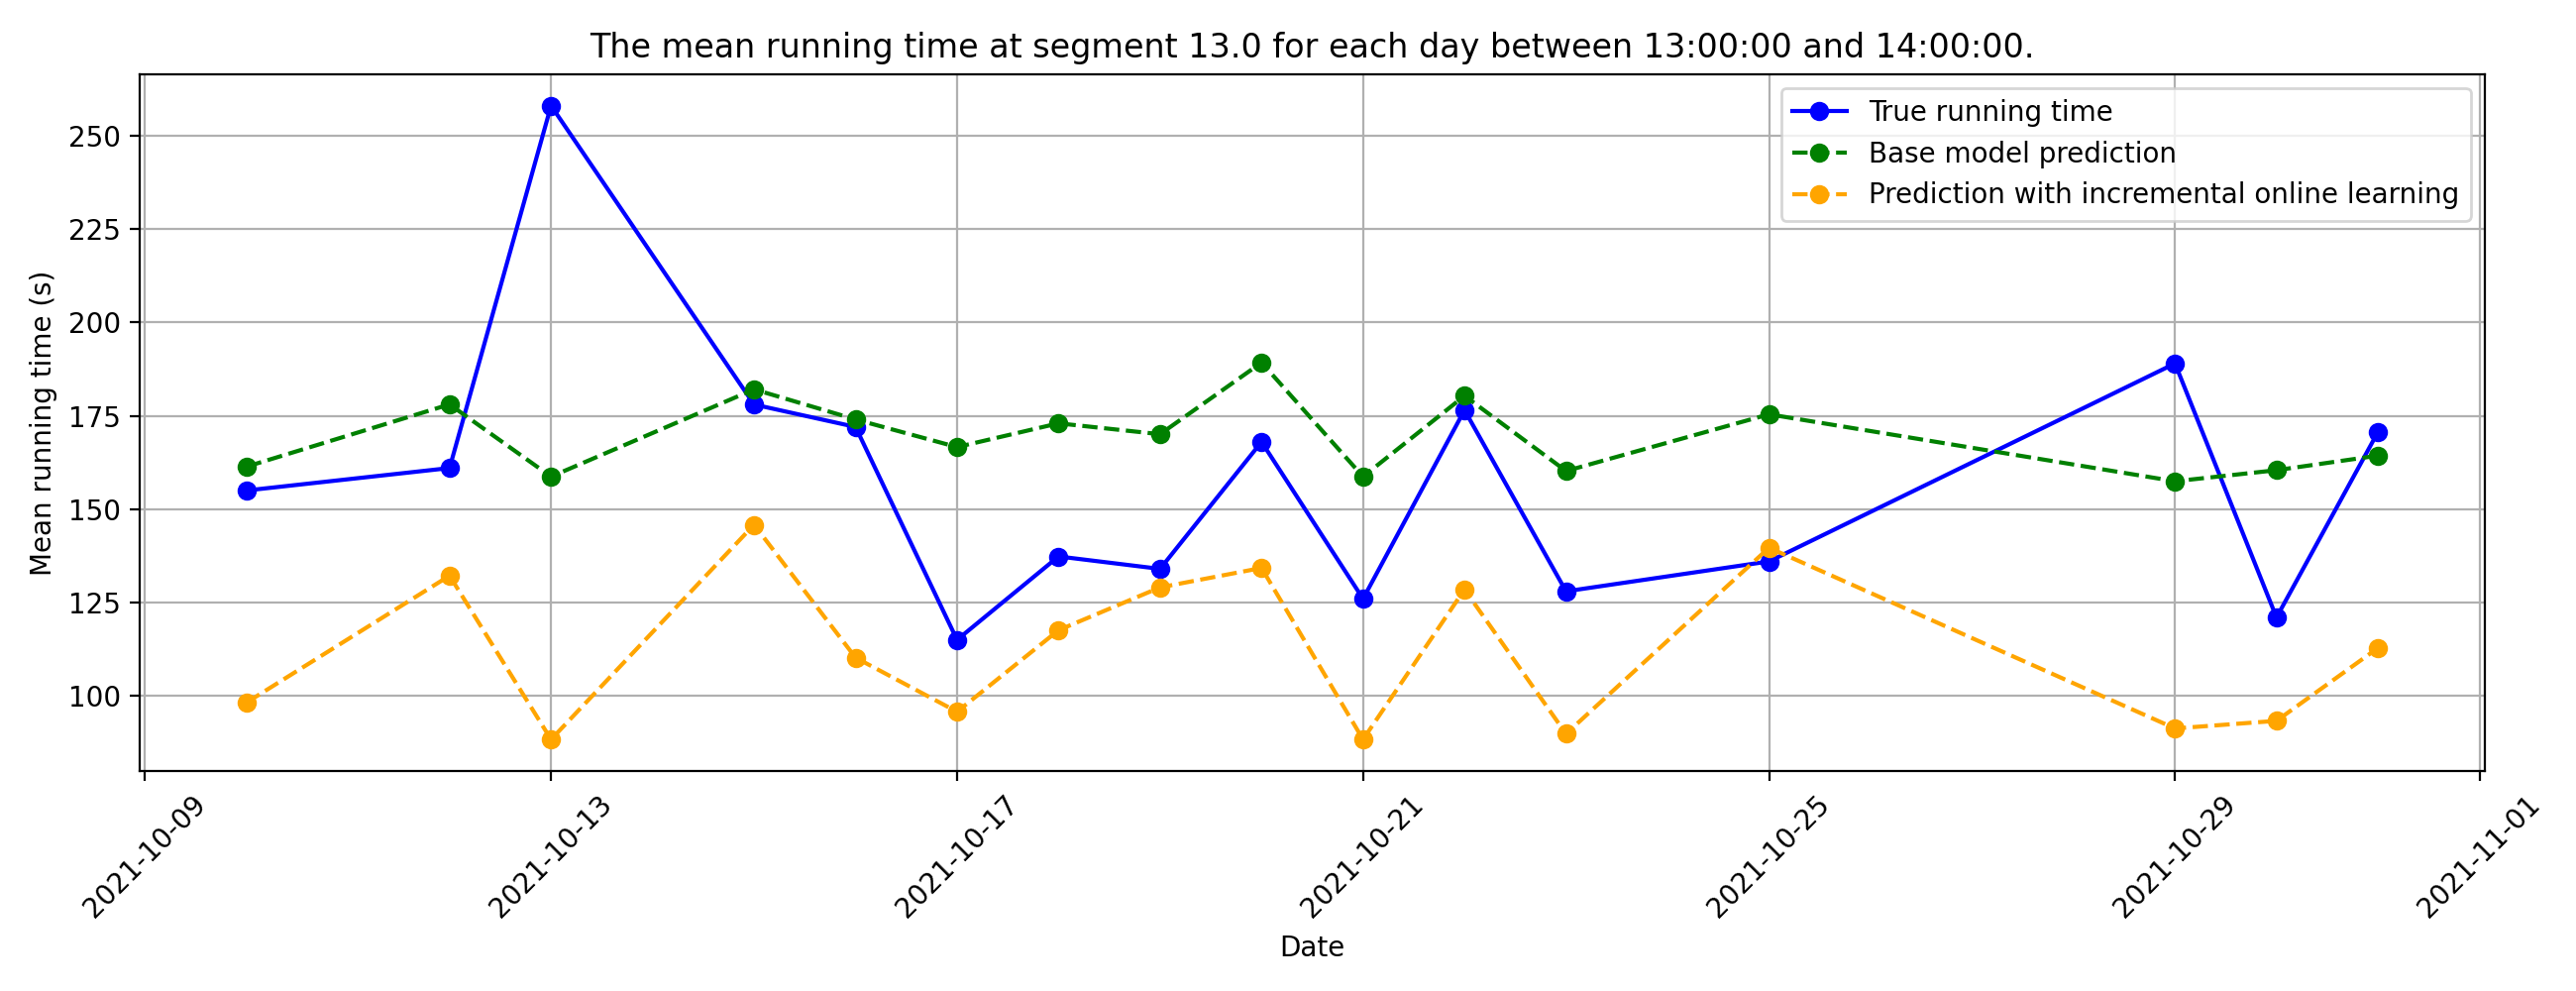 The mean running time at segment 13.0 for each day between 13:00:00 and 14:00:00.
True running time
Base model prediction
Prediction with incremental online learning
Mean running time (s)
250
225
200
175
150
125
100
2021-10-09
2021-10-13
2021-10-17
2021-10-21
2021-10-25
2021-10-29
2021-11-01
Date